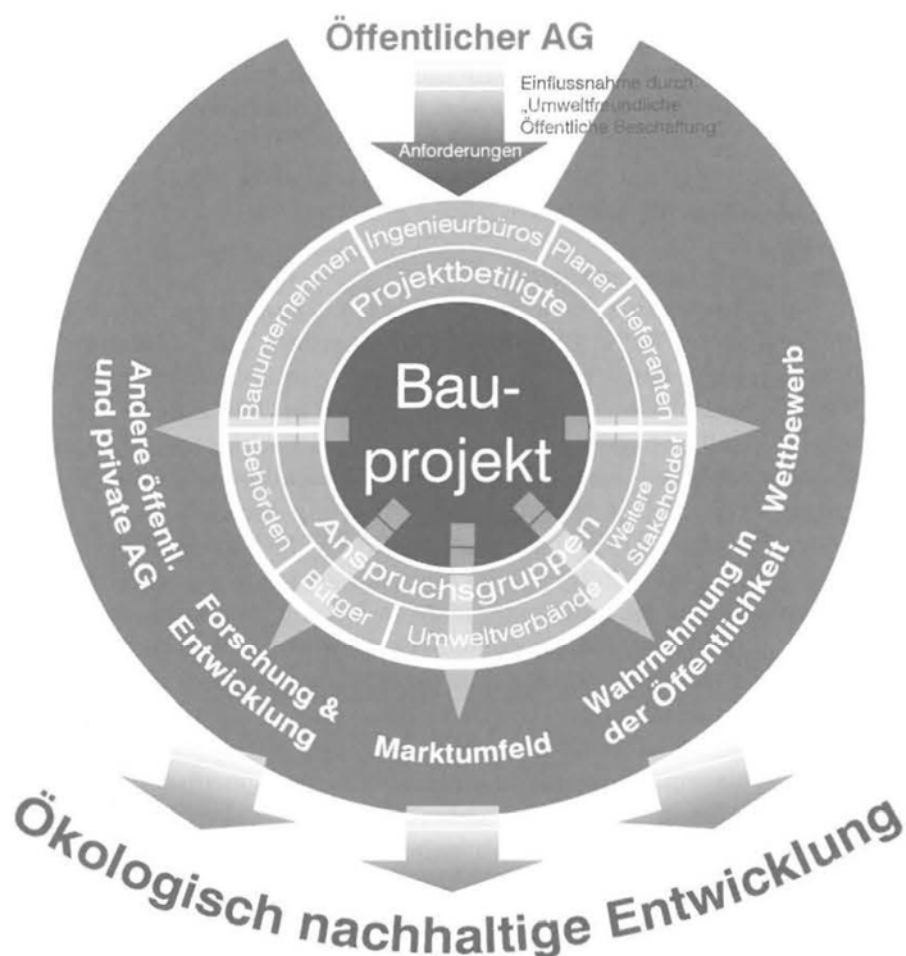 Öffentlicher AG
Einflussnahme durch
„Umweltfreundliche
Öffentliche Beschaffung“
Anforderungen
Bauunternehmen
Ingenieurbüros
Planer
Lieferanten
Projektbetiligte
Bau-
projekt
Anspruchsgruppen
Behörden
Bürger
Umweltverbände
Weitere
Stakeholder
Andere öffentl.
und private AG
Forschung &
Entwicklung
Marktumfeld
Wahrnehmung in
der Öffentlichkeit
Wettbewerb
Ökologisch nachhaltige Entwicklung